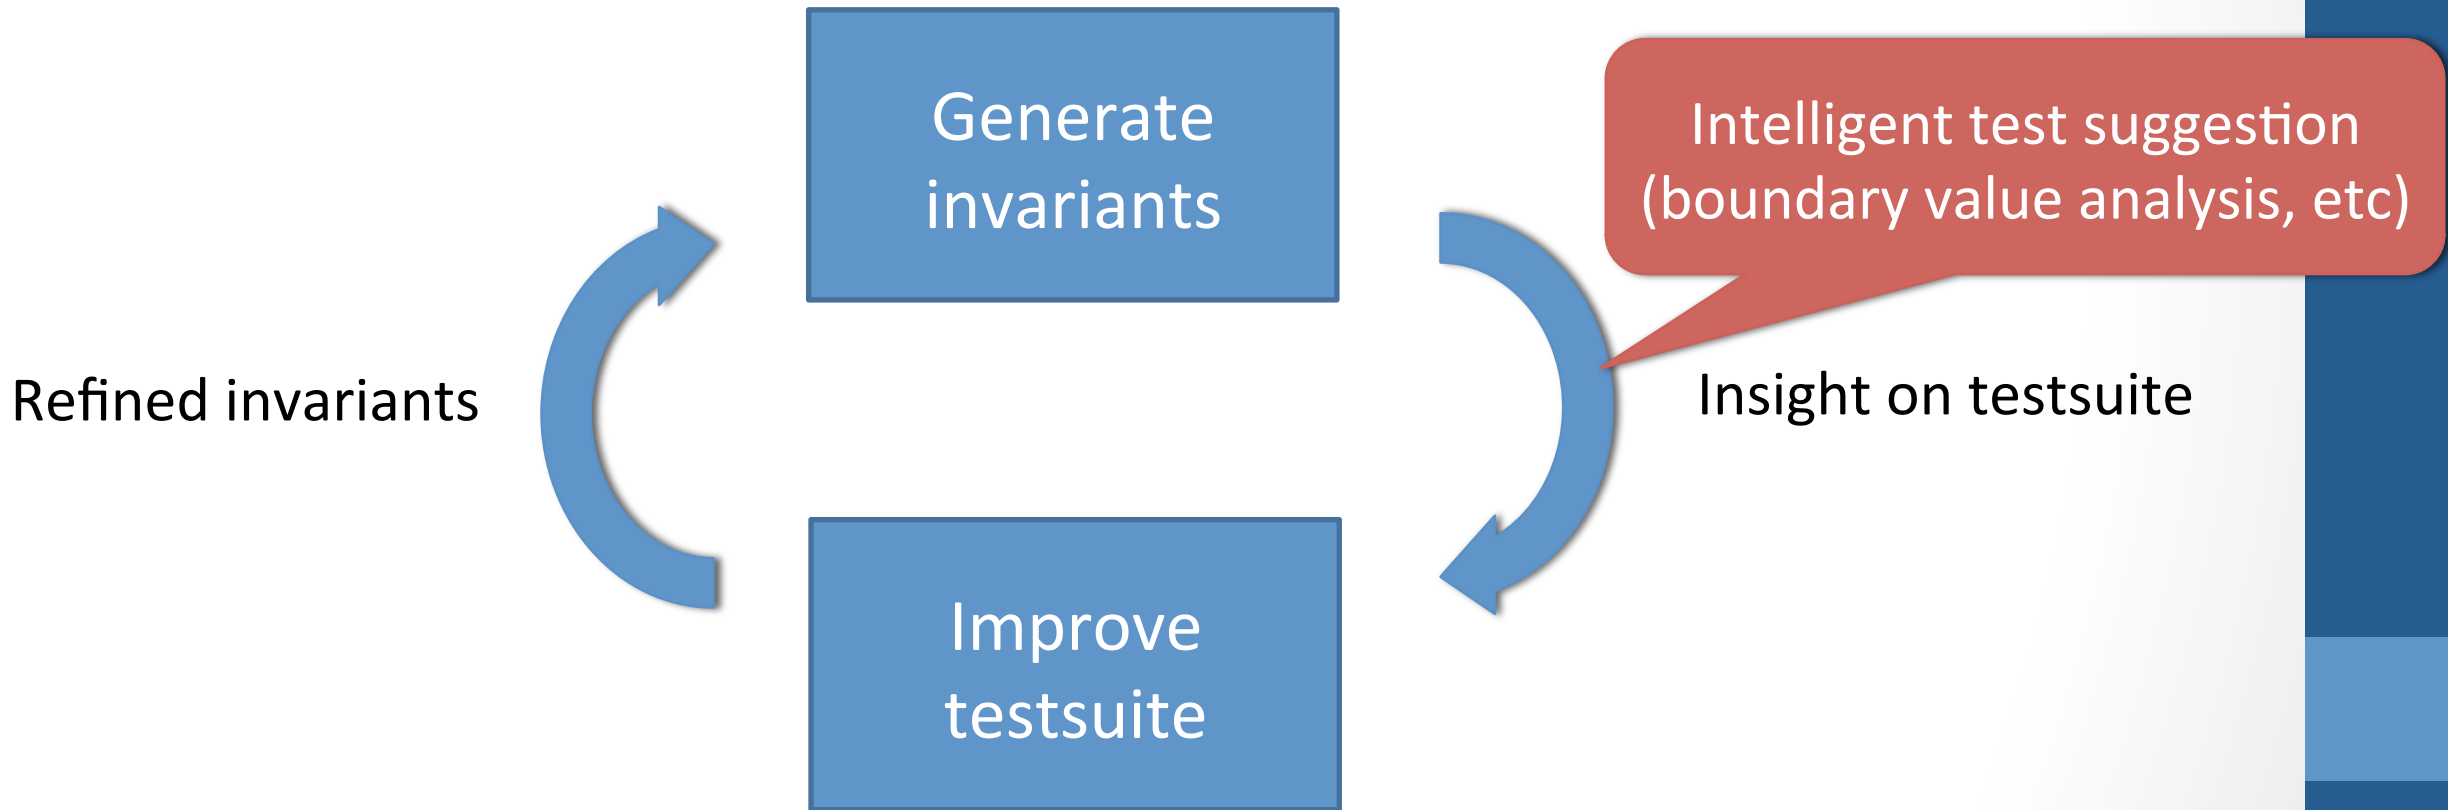 Generate
invariants
Intelligent test suggestion
(boundary value analysis, etc)
Refined invariants
Insight on testsuite
Improve
testsuite